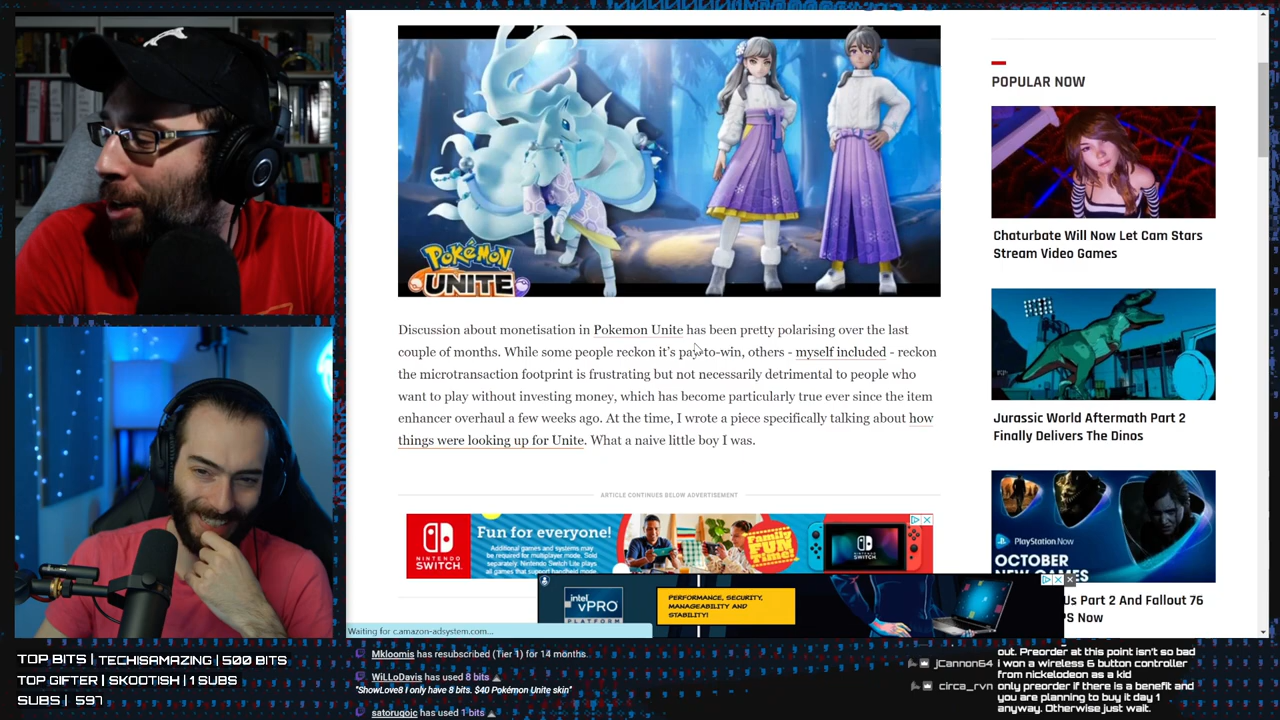 POKéMON
UNITE
Discussion about monetisation in Pokemon Unite has been pretty polarising over the last
couple of months. While some people reckon it's pay-to-win, others - myself included - reckon
the microtransaction footprint is frustrating but not necessarily detrimental to people who
want to play without investing money, which has become particularly true ever since the item
enhancer overhaul a few weeks ago. At the time, I wrote a piece specifically talking about how
things were looking up for Unite. What a naive little boy I was.
ARTICLE CONTINUES BELOW ADVERTISEMENT
NINTENDO
SWITCH
Fun for everyone!
Additional games and systems may
be required for multiplayer mode. Sold
separately. Nintendo Switch Lite plays
all games that support handheld mode.
Family
FUN
Time!
NINTENDO
SWITCH
intel
vPRO
PLATFORM
PERFORMANCE, SECURITY,
MANAGEABILITY AND
STABILITY!
Waiting for c.amazon-adsystem.com...
POPULAR NOW
Chaturbate Will Now Let Cam Stars
Stream Video Games
Jurassic World Aftermath Part 2
Finally Delivers The Dinos
PlayStation Now
OCTOBER
NEW GAMES
Us Part 2 And Fallout 76
PS Now
TOP BITS | TECHISAMAZING | 500 BITS
TOP GIFTER | SKOOTISH | 1 SUBS
SUBS | 597
Mkloomis has resubscribed (Tier 1) for 14 months
WiLLoDavis has used 8 bits
"ShowLove8 I only have 8 bits. $40 Pokémon Unite skin"
satorugojc has used 1 bits
out. Preorder at this point isn't so bad
jCannon64 i won a wireless 6 button controller
from nickelodeon as a kid
circa_rvn only preorder if there is a benefit and
you are planning to buy it day 1
anyway. Otherwise just wait.